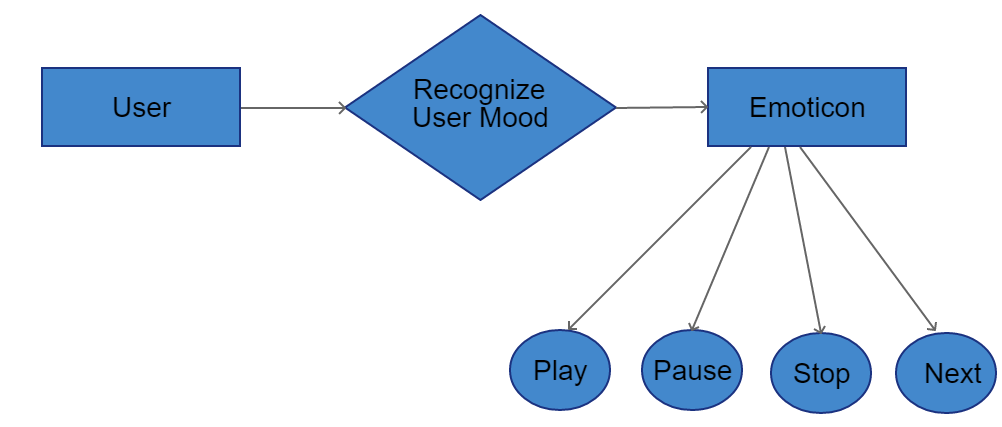 User
Recognize
User Mood
Emoticon
Play
Pause
Stop
Next